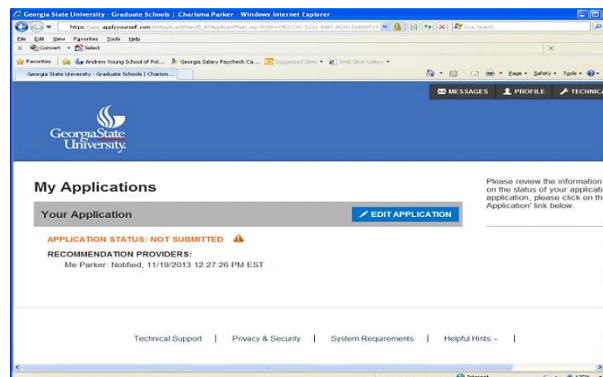 Georgia State University - Graduate Schools | Charisma Parker - Windows Internet Explorer
File Edit View Favorites Tools Help
Convert Select
Favorites Andrew Young School of Pol... Georgia Salary Paycheck Ca... Suggested Sites Web Slice Gallery
Georgia State University - Graduate Schools | Charism...
Page Safety Tools
MESSAGES PROFILE TECHNICA
GeorgiaState
University
My Applications
Your Application
EDIT APPLICATION
Please review the information
on the status of your applicati
application, please click on th
Application' link below.
APPLICATION STATUS: NOT SUBMITTED
RECOMMENDATION PROVIDERS:
Me Parker: Notified, 11/19/2013 12:27:26 PM EST
Technical Support | Privacy & Security | System Requirements | Helpful Hints |
Internet